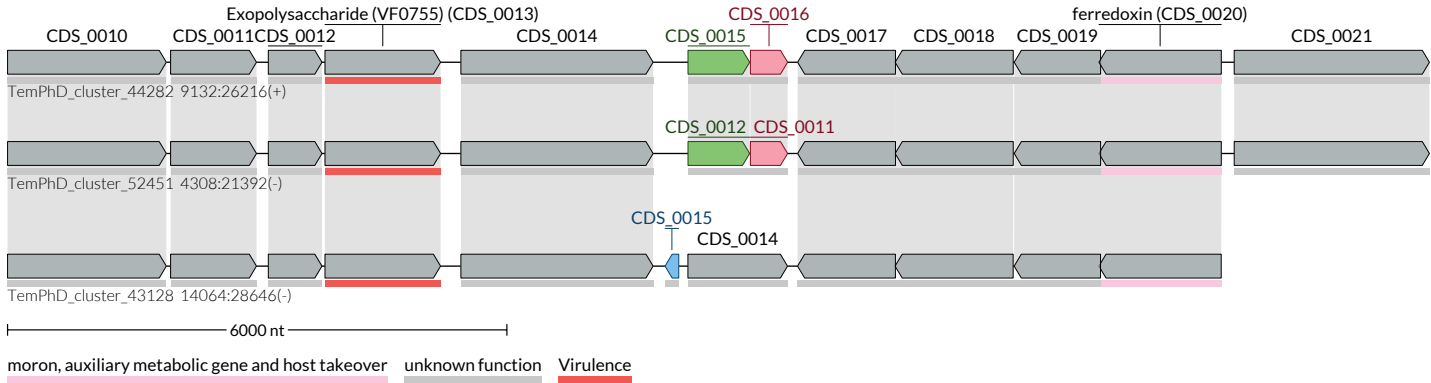 Exopolysaccharide (VF0755) (CDS_0013) CDS_0016 ferredoxin (CDS_0020)
CDS_0010 CDS_0011 CDS_0012 CDS_0014 CDS_0015 CDS_0017 CDS_0018 CDS_0019 CDS_0021
TemPhD_cluster_44282 9132:26216(+)
CDS_0012 CDS_0011
TemPhD_cluster_52451 4308:21392(-)
CDS_0015
CDS_0014
TemPhD_cluster_43128 14064:28646(-)
6000 nt
moron, auxiliary metabolic gene and host takeover unknown function Virulence